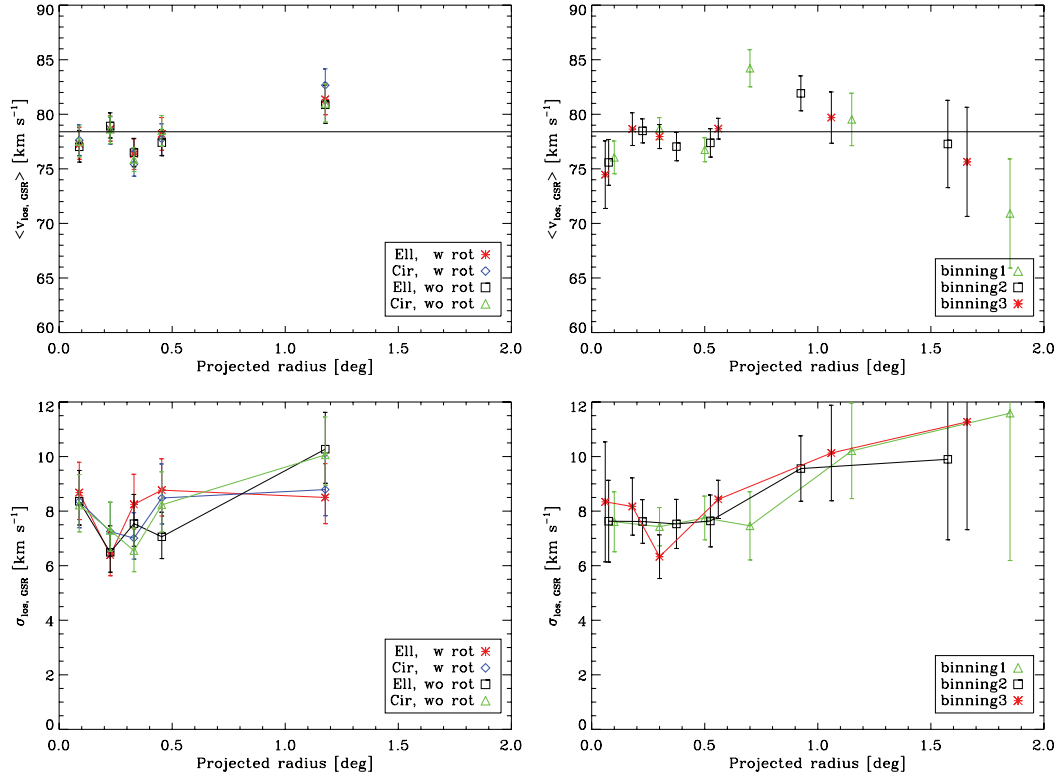 90
85
80
75
70
65
60
<v_los, GSR> [km s⁻¹]
Ell, w rot
Cir, w rot
Ell, wo rot
Cir, wo rot
0.0 0.5 1.0 1.5 2.0
Projected radius [deg]
90
85
80
75
70
65
60
<v_los, GSR> [km s⁻¹]
binning1
binning2
binning3
0.0 0.5 1.0 1.5 2.0
Projected radius [deg]
12
10
8
6
4
2
0
σ_los, GSR [km s⁻¹]
Ell, w rot
Cir, w rot
Ell, wo rot
Cir, wo rot
0.0 0.5 1.0 1.5 2.0
Projected radius [deg]
12
10
8
6
4
2
0
σ_los, GSR [km s⁻¹]
binning1
binning2
binning3
0.0 0.5 1.0 1.5 2.0
Projected radius [deg]